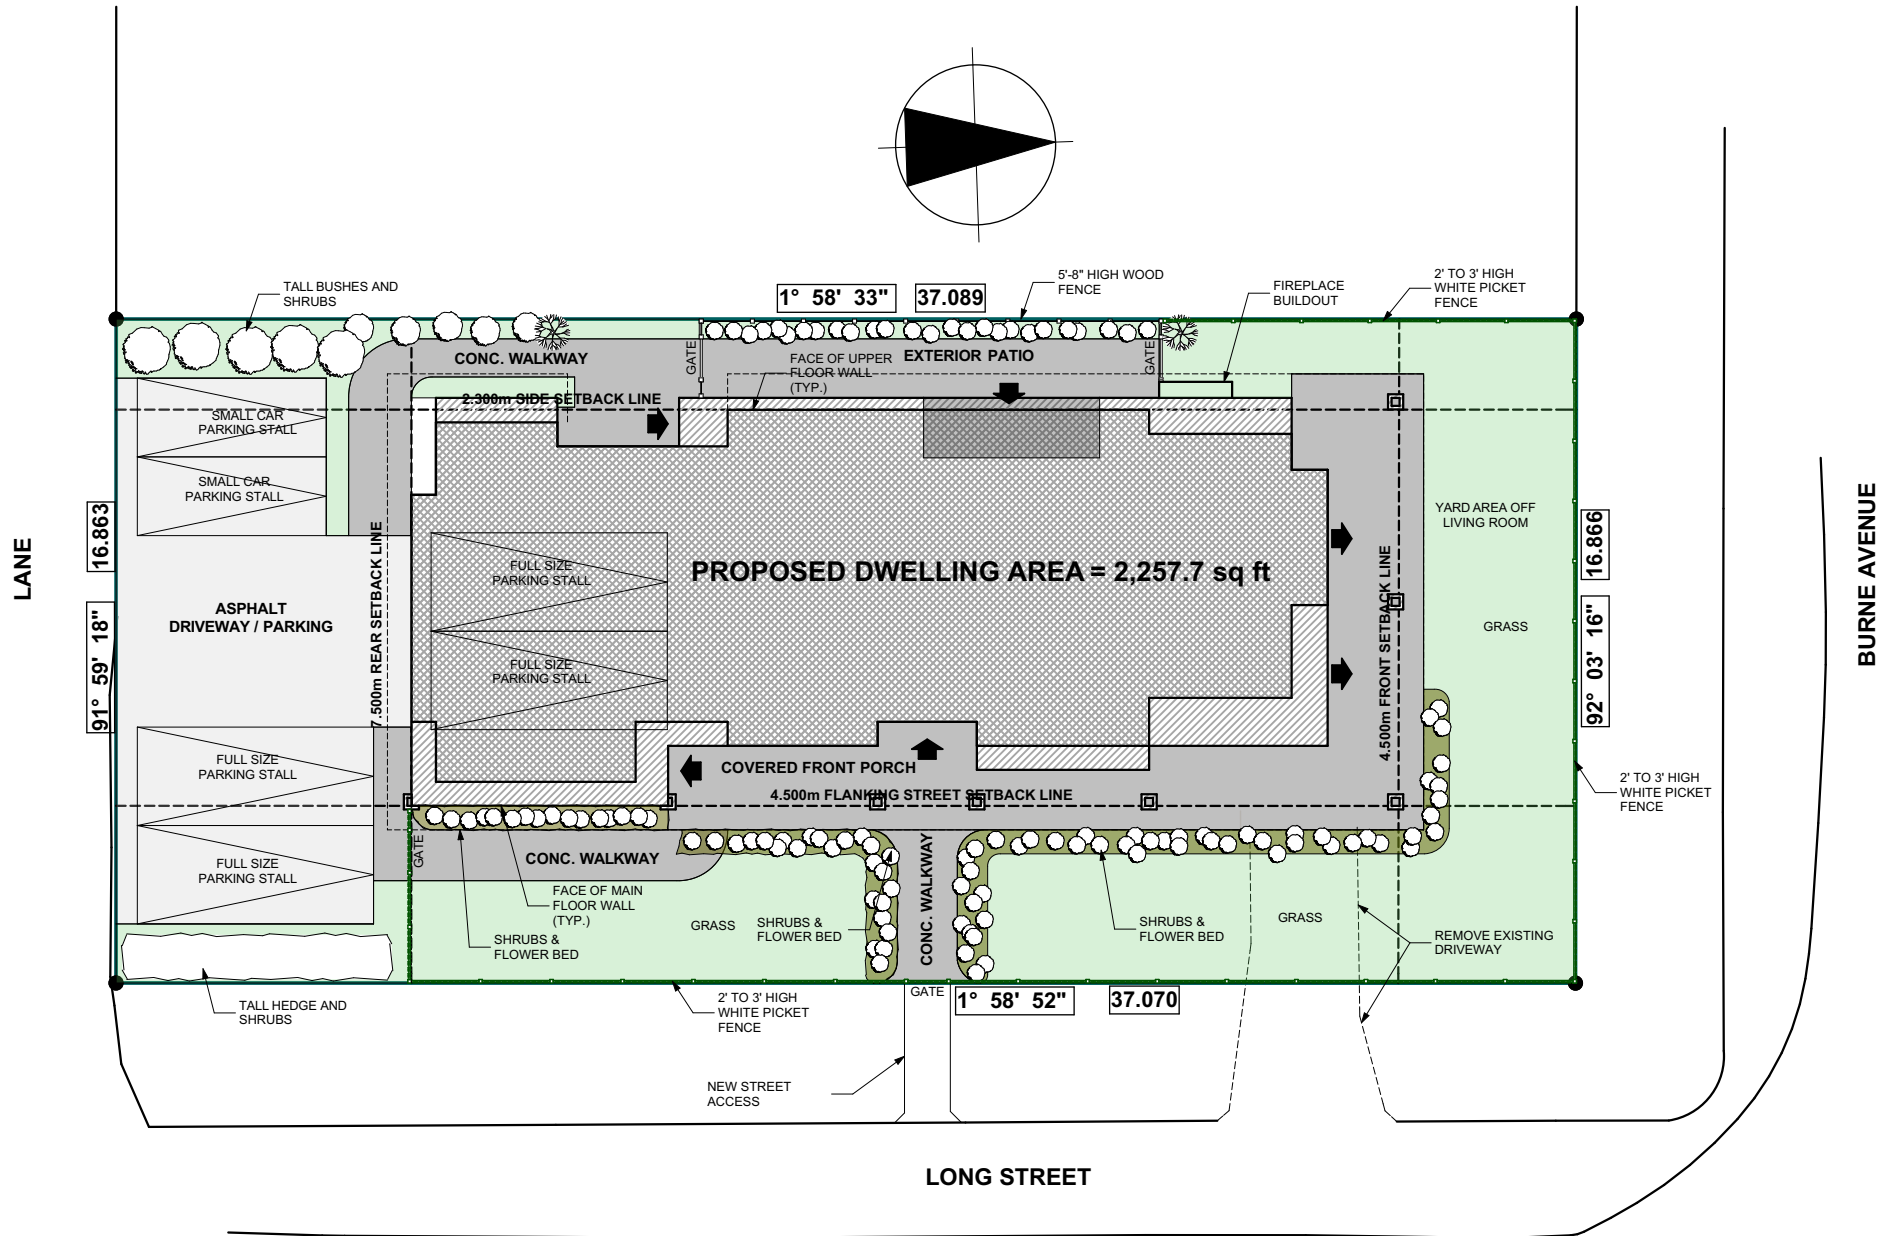 5'-8" HIGH WOOD
FENCE
2' TO 3' HIGH
WHITE PICKET
FENCE
TALL BUSHES AND
SHRUBS
1° 58' 33"
37.089
FIREPLACE
BUILDOUT
CONC. WALKWAY
GATE
FACE OF UPPER
FLOOR WALL
(TYP.)
EXTERIOR PATIO
GATE
2.300m SIDE SETBACK LINE
SMALL CAR
PARKING STALL
SMALL CAR
PARKING STALL
LANE
16.863
91° 59' 18"
ASPHALT
DRIVEWAY / PARKING
7.500m REAR SETBACK LINE
FULL SIZE
PARKING STALL
FULL SIZE
PARKING STALL
PROPOSED DWELLING AREA = 2,257.7 sq ft
4.500m FRONT SETBACK LINE
YARD AREA OFF
LIVING ROOM
GRASS
16.866
92° 03' 16"
BURNE AVENUE
FULL SIZE
PARKING STALL
FULL SIZE
PARKING STALL
COVERED FRONT PORCH
4.500m FLANKING STREET SETBACK LINE
2' TO 3' HIGH
WHITE PICKET
FENCE
GATE
CONC. WALKWAY
FACE OF MAIN
FLOOR WALL
(TYP.)
SHRUBS &
FLOWER BED
GRASS
SHRUBS &
FLOWER BED
CONC. WALKWAY
SHRUBS &
FLOWER BED
GRASS
REMOVE EXISTING
DRIVEWAY
TALL HEDGE AND
SHRUBS
2' TO 3' HIGH
WHITE PICKET
FENCE
GATE
1° 58' 52"
37.070
NEW STREET
ACCESS
LONG STREET